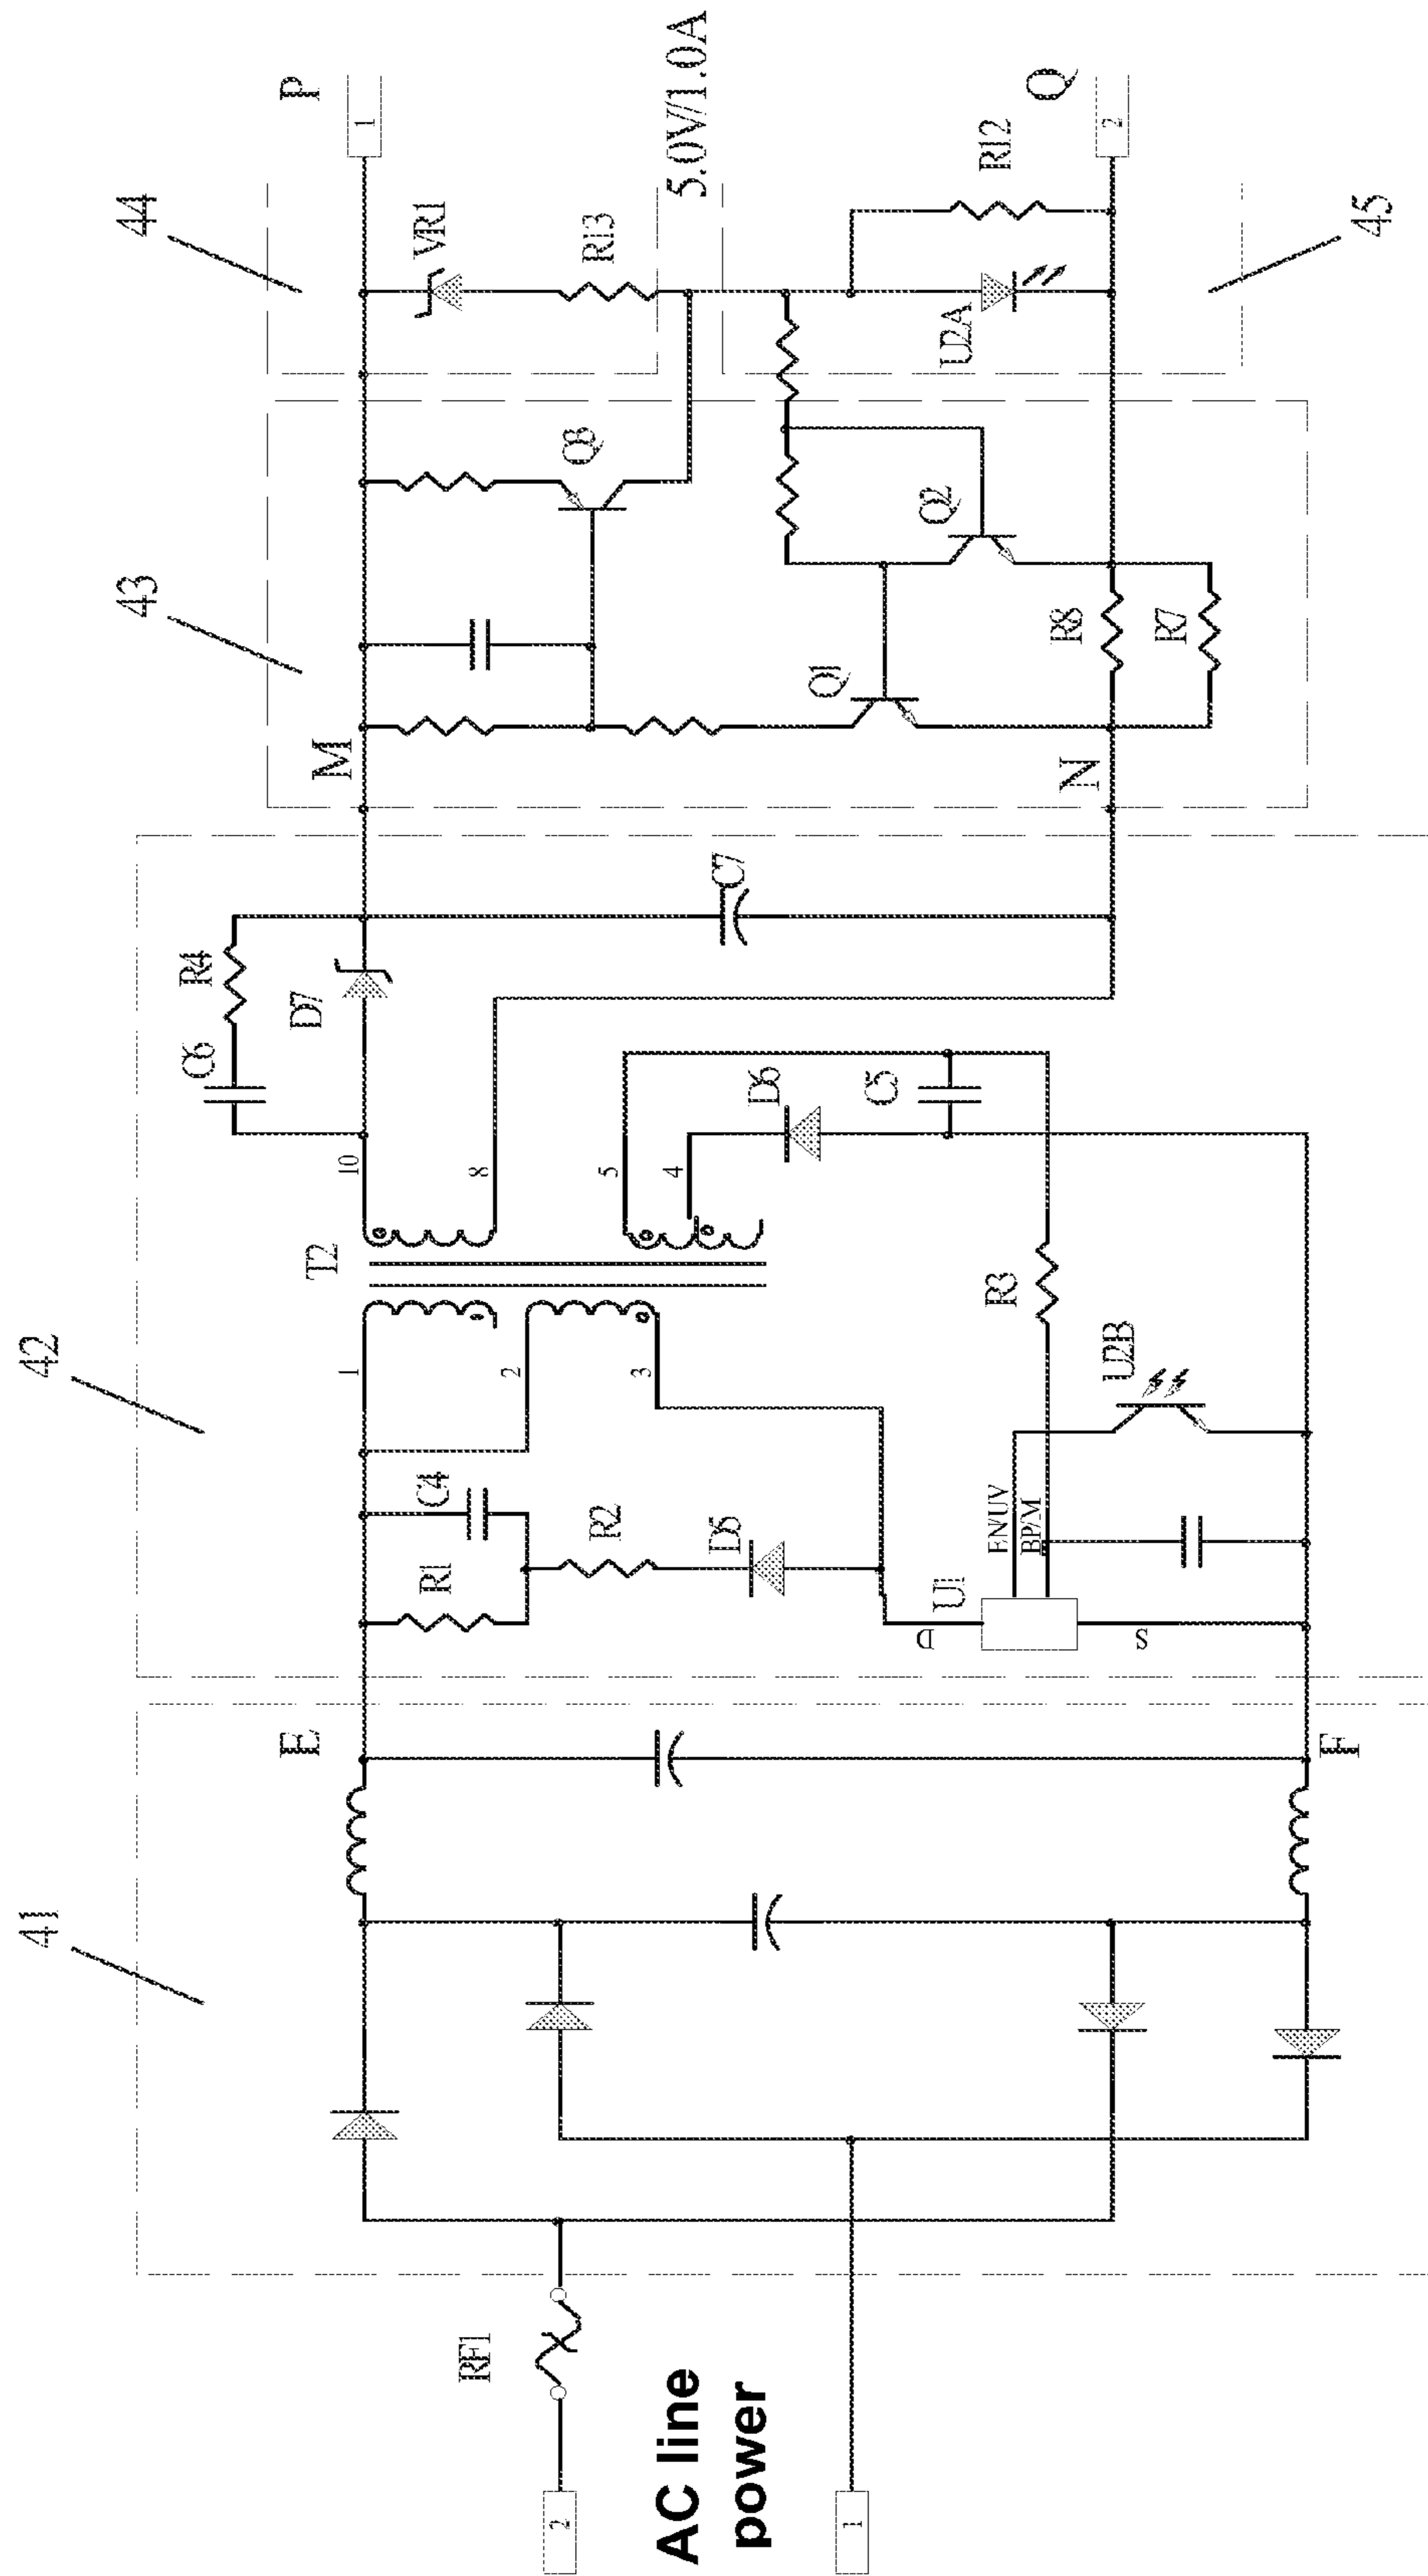 41
42
43
44
45
AC line
power
2
1
RF1
E
F
R1
C4
R2
D5
U1
D
S
EN/UV
BP/M
U2B
R3
1
2
3
T2
10
8
5
4
D6
C5
C6
R4
D7
C7
M
N
Q1
Q2
Q3
R8
R7
VR1
R13
U2A
R12
5.0V/1.0A
P
1
Q
2